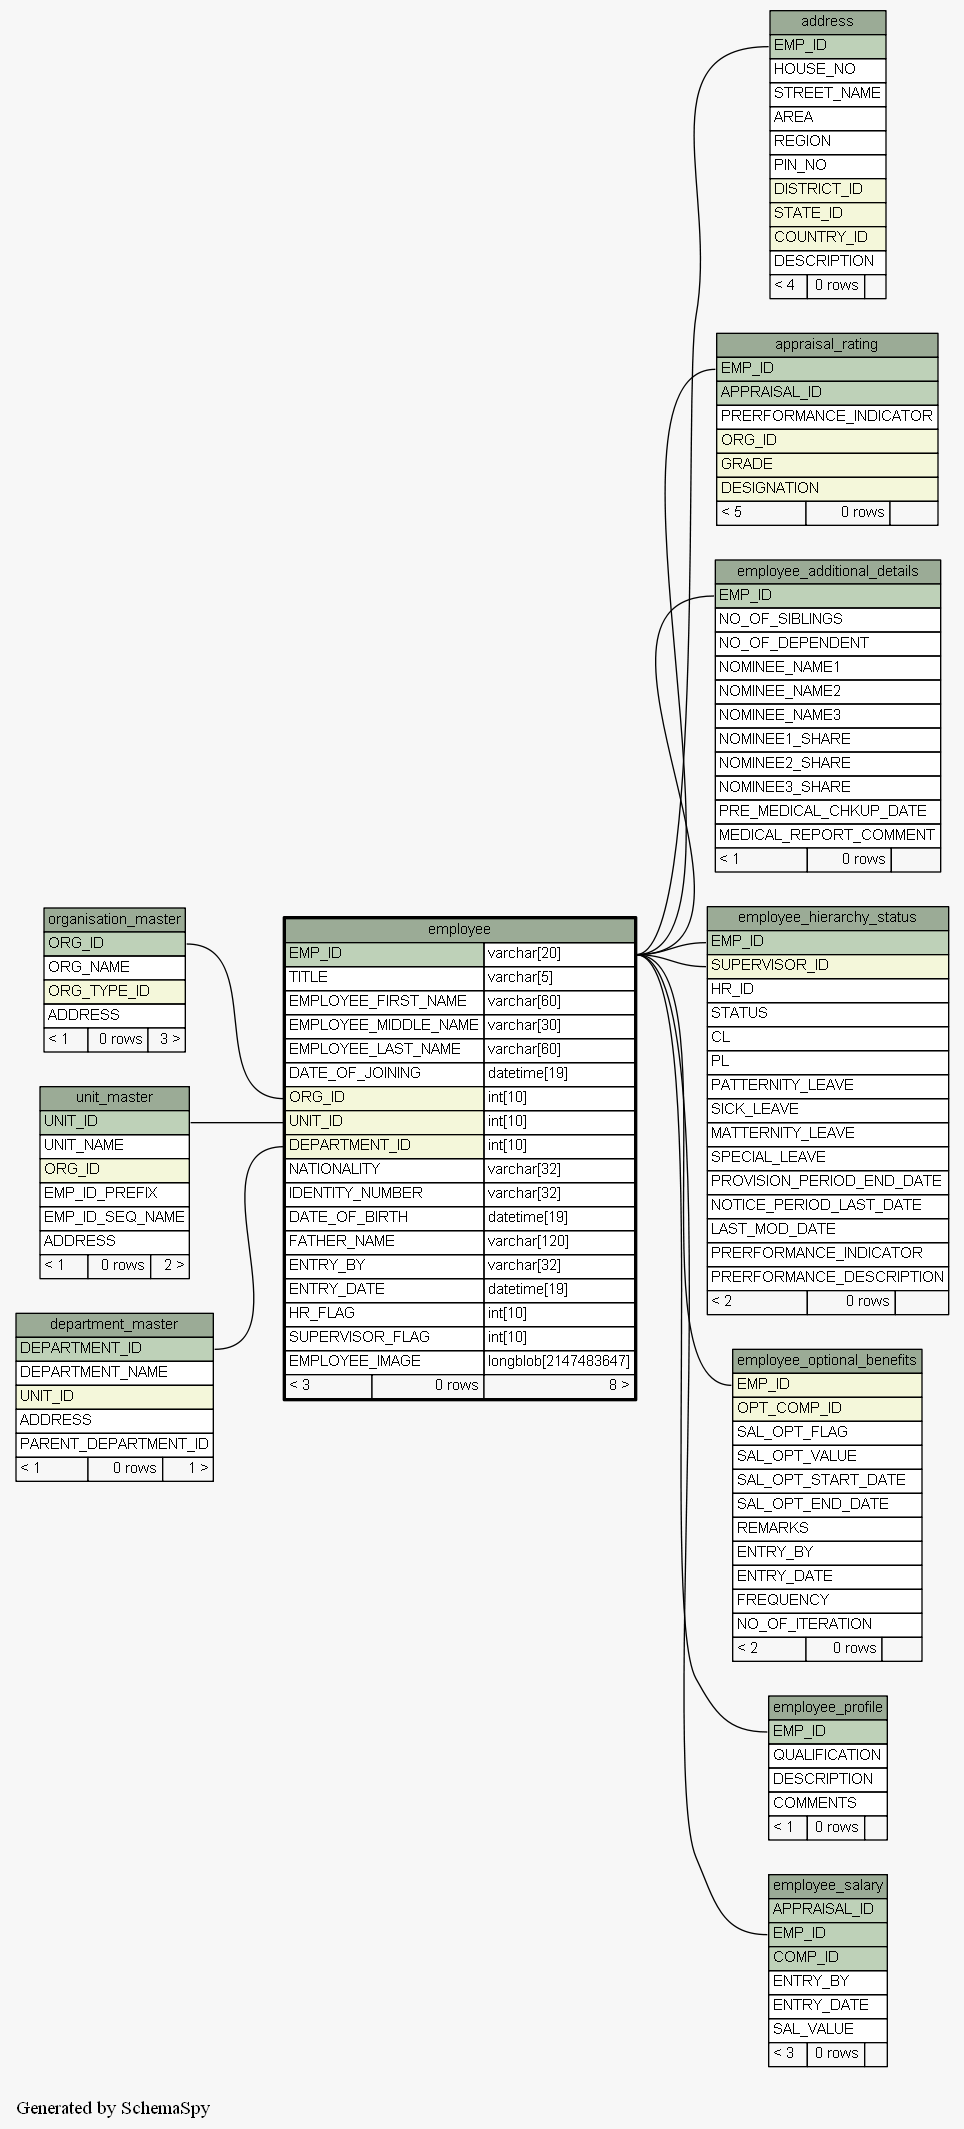 address
EMP_ID
HOUSE_NO
STREET_NAME
AREA
REGION
PIN_NO
DISTRICT_ID
STATE_ID
COUNTRY_ID
DESCRIPTION
< 4 0 rows
appraisal_rating
EMP_ID
APPRAISAL_ID
PRERFORMANCE_INDICATOR
ORG_ID
GRADE
DESIGNATION
< 5 0 rows
employee_additional_details
EMP_ID
NO_OF_SIBLINGS
NO_OF_DEPENDENT
NOMINEE_NAME1
NOMINEE_NAME2
NOMINEE_NAME3
NOMINEE1_SHARE
NOMINEE2_SHARE
NOMINEE3_SHARE
PRE_MEDICAL_CHKUP_DATE
MEDICAL_REPORT_COMMENT
< 1 0 rows
organisation_master
ORG_ID
ORG_NAME
ORG_TYPE_ID
ADDRESS
< 1 0 rows 3 >
unit_master
UNIT_ID
UNIT_NAME
ORG_ID
EMP_ID_PREFIX
EMP_ID_SEQ_NAME
ADDRESS
< 1 0 rows 2 >
department_master
DEPARTMENT_ID
DEPARTMENT_NAME
UNIT_ID
ADDRESS
PARENT_DEPARTMENT_ID
< 1 0 rows 1 >
employee
EMP_ID varchar[20]
TITLE varchar[5]
EMPLOYEE_FIRST_NAME varchar[60]
EMPLOYEE_MIDDLE_NAME varchar[30]
EMPLOYEE_LAST_NAME varchar[60]
DATE_OF_JOINING datetime[19]
ORG_ID int[10]
UNIT_ID int[10]
DEPARTMENT_ID int[10]
NATIONALITY varchar[32]
IDENTITY_NUMBER varchar[32]
DATE_OF_BIRTH datetime[19]
FATHER_NAME varchar[120]
ENTRY_BY varchar[32]
ENTRY_DATE datetime[19]
HR_FLAG int[10]
SUPERVISOR_FLAG int[10]
EMPLOYEE_IMAGE longblob[2147483647]
< 3 0 rows 8 >
employee_hierarchy_status
EMP_ID
SUPERVISOR_ID
HR_ID
STATUS
CL
PL
PATTERNITY_LEAVE
SICK_LEAVE
MATTERNITY_LEAVE
SPECIAL_LEAVE
PROVISION_PERIOD_END_DATE
NOTICE_PERIOD_LAST_DATE
LAST_MOD_DATE
PRERFORMANCE_INDICATOR
PRERFORMANCE_DESCRIPTION
< 2 0 rows
employee_optional_benefits
EMP_ID
OPT_COMP_ID
SAL_OPT_FLAG
SAL_OPT_VALUE
SAL_OPT_START_DATE
SAL_OPT_END_DATE
REMARKS
ENTRY_BY
ENTRY_DATE
FREQUENCY
NO_OF_ITERATION
< 2 0 rows
employee_profile
EMP_ID
QUALIFICATION
DESCRIPTION
COMMENTS
< 1 0 rows
employee_salary
APPRAISAL_ID
EMP_ID
COMP_ID
ENTRY_BY
ENTRY_DATE
SAL_VALUE
< 3 0 rows
Generated by SchemaSpy